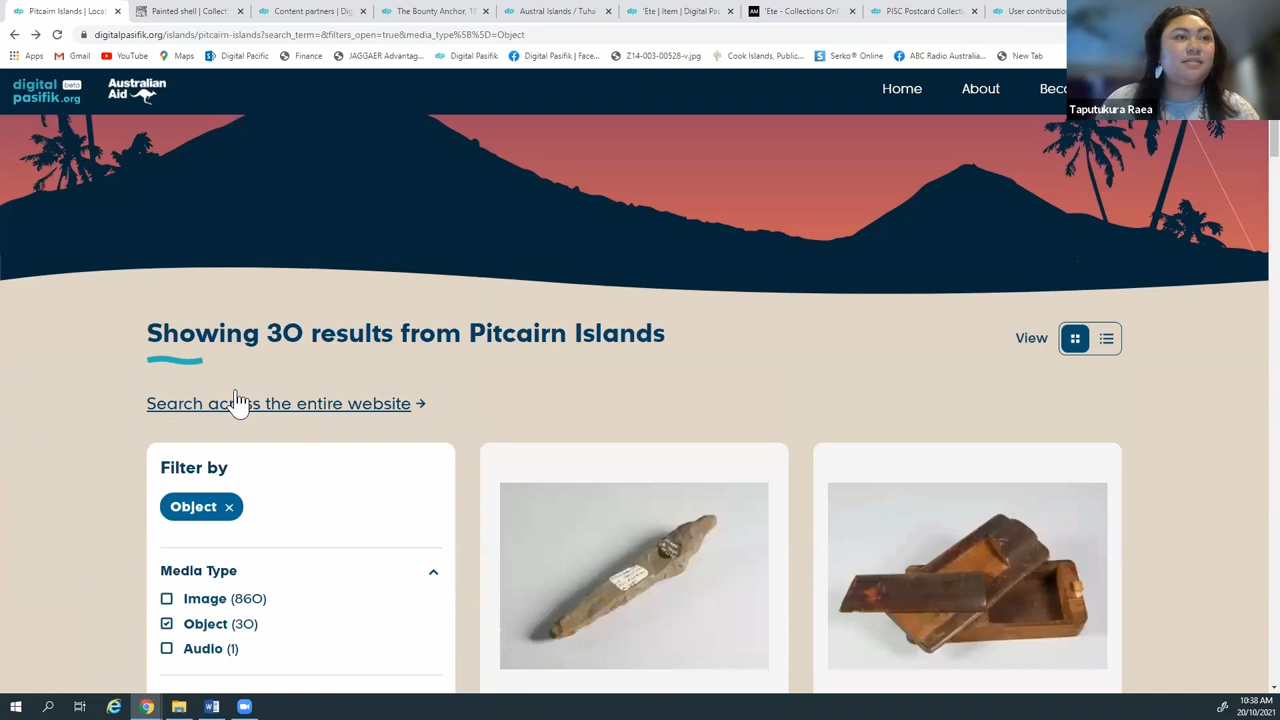 Pitcairn Islands | Locat
Painted shell | Collect
Content partners | Dig
The Bounty Anchor, 1
Austral Islands / Tuha
'Ete | Item | Digital Pa
'Ete - Collections Onl
PISC Postcard Collecti
User contributio
digitalpasifik.org/islands/pitcairn-islands?search_term=&filters_open=true&media_type%5B%5D=Object
Apps
Gmail
YouTube
Maps
Digital Pacific
Finance
JAGGAER Advantag...
Digital Pasifik
Digital Pasifik | Face...
Z14-003-00528-v.jpg
Cook Islands, Public...
Serko® Online
ABC Radio Australia...
New Tab
digital beta
pasifik.org
Australian
Aid
Home
About
Beco
Taputukura Raea
Showing 30 results from Pitcairn Islands
View
Search across the entire website →
Filter by
Object ×
Media Type
Image (860)
Object (30)
Audio (1)
10:38 AM
20/10/2021